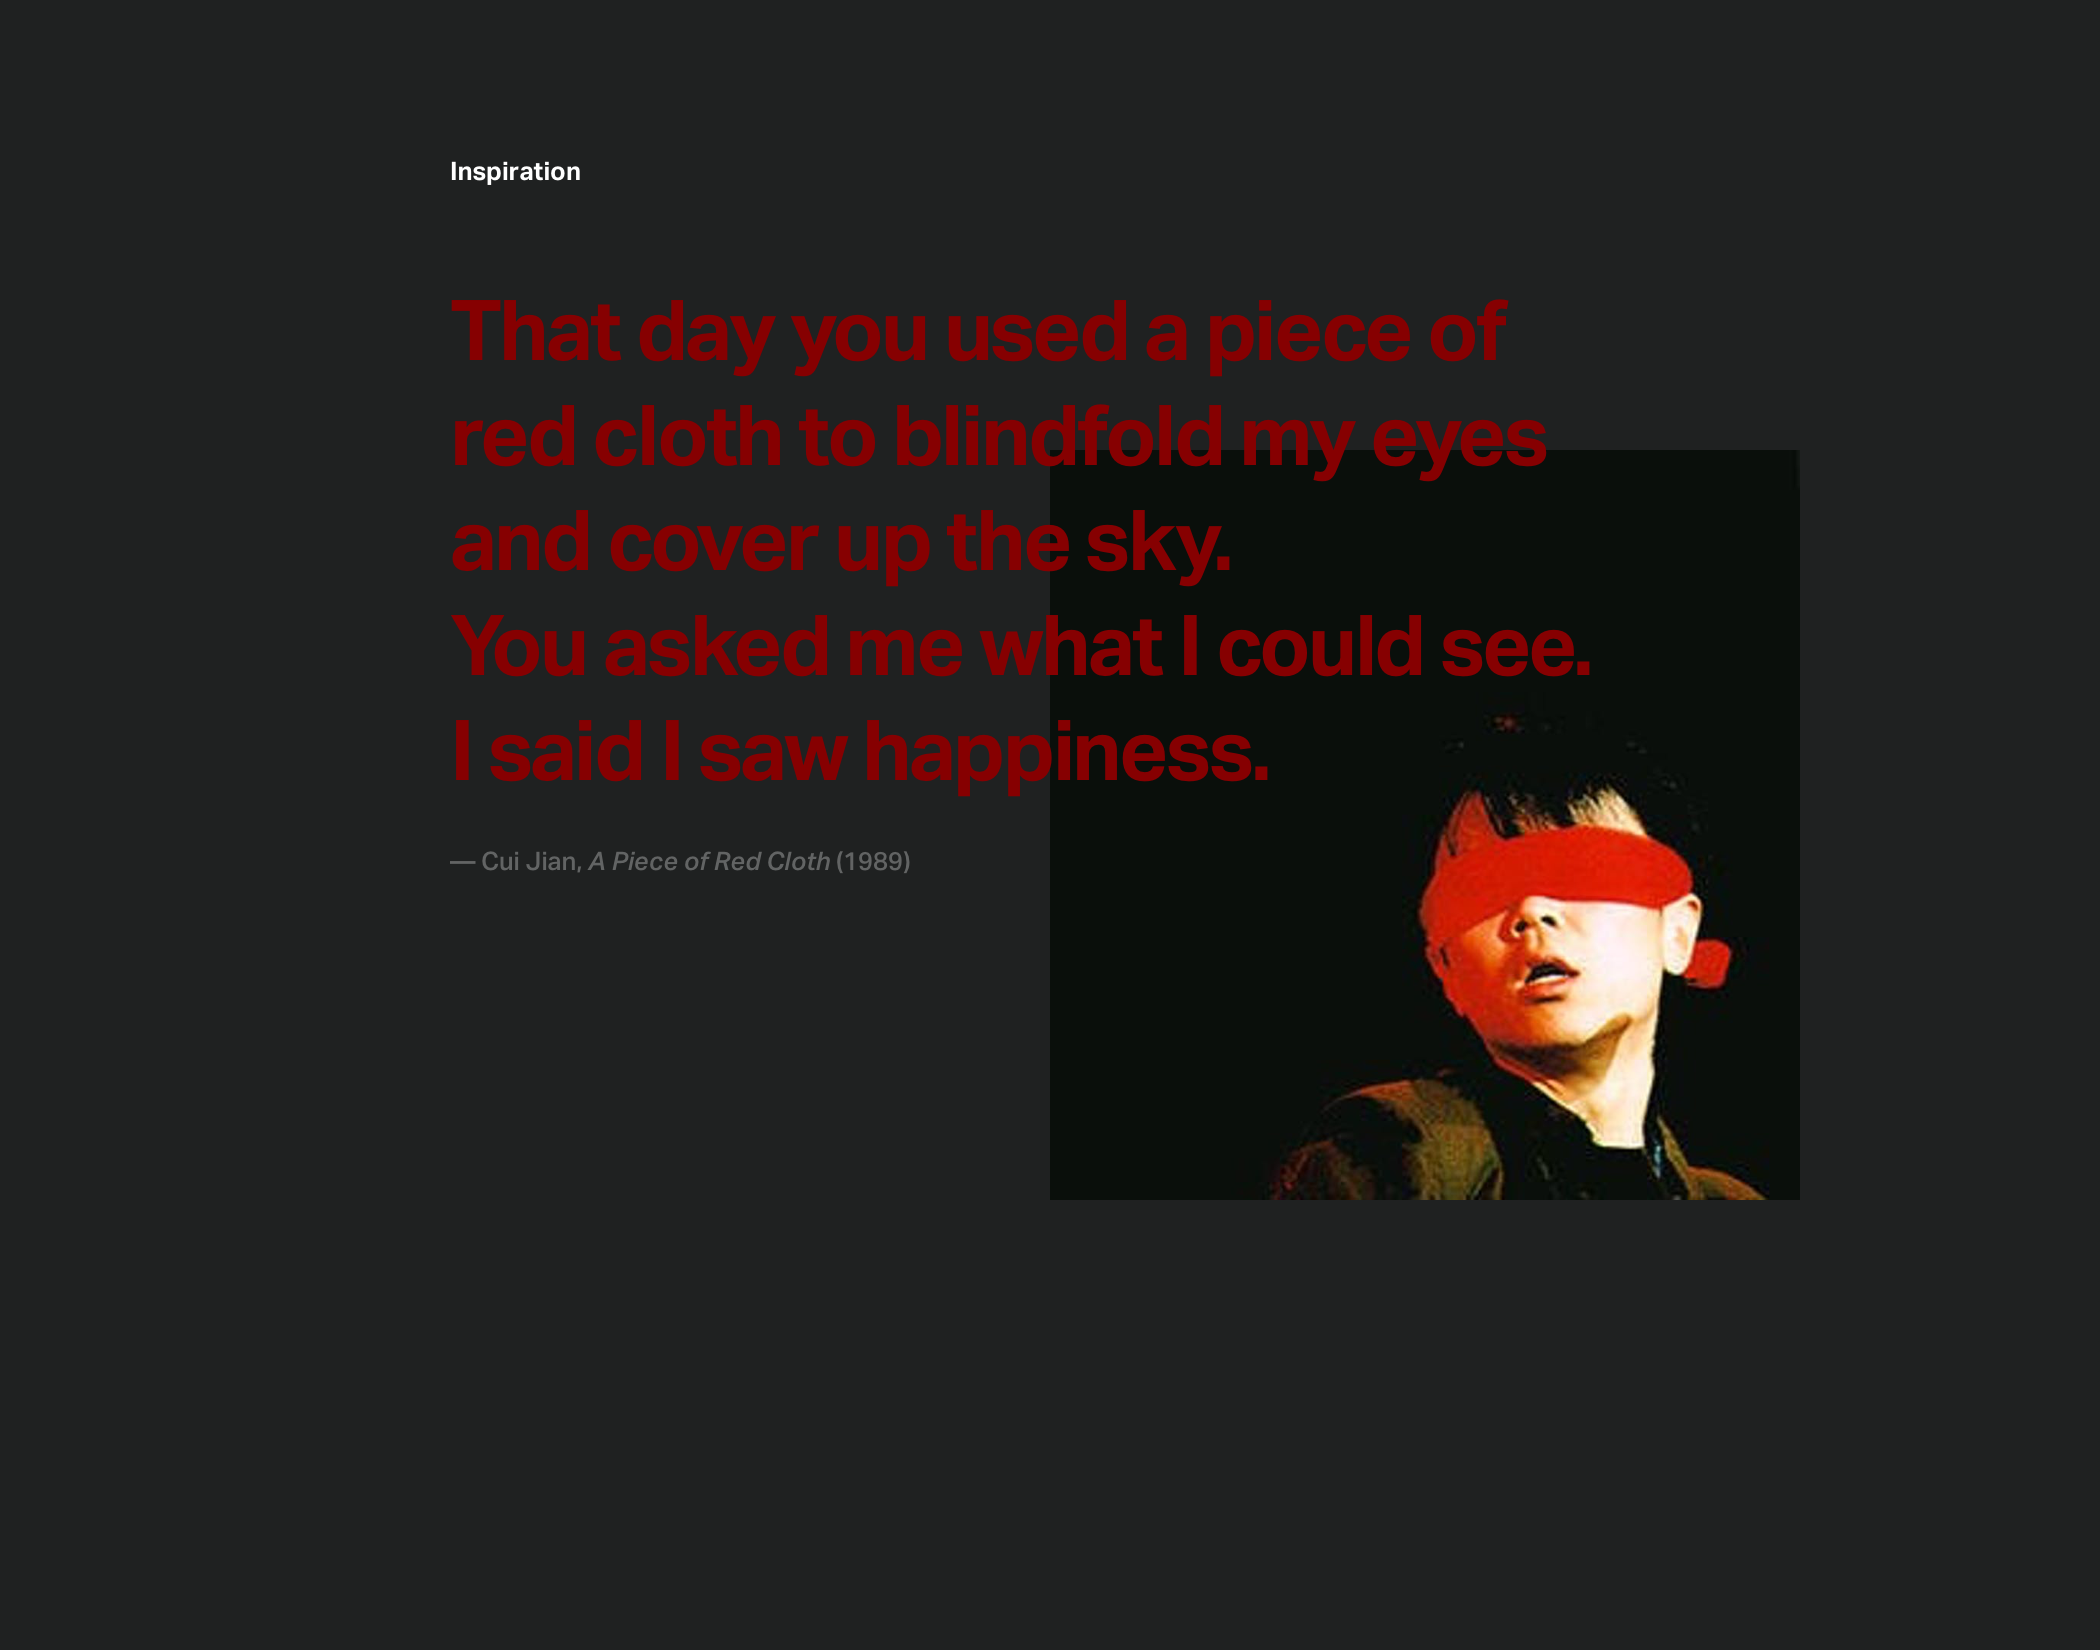 Inspiration
That day you used a piece of
red cloth to blindfold my eyes
and cover up the sky.
You asked me what I could see.
I said I saw happiness.
— Cui Jian, A Piece of Red Cloth (1989)